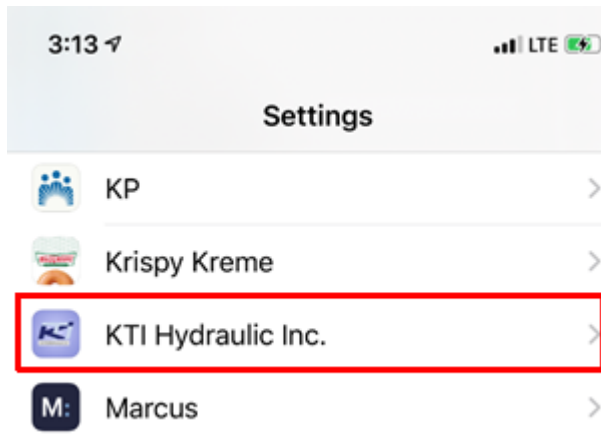 3:13 LTE
Settings
KP
Krispy Kreme
KTI Hydraulic Inc.
M: Marcus